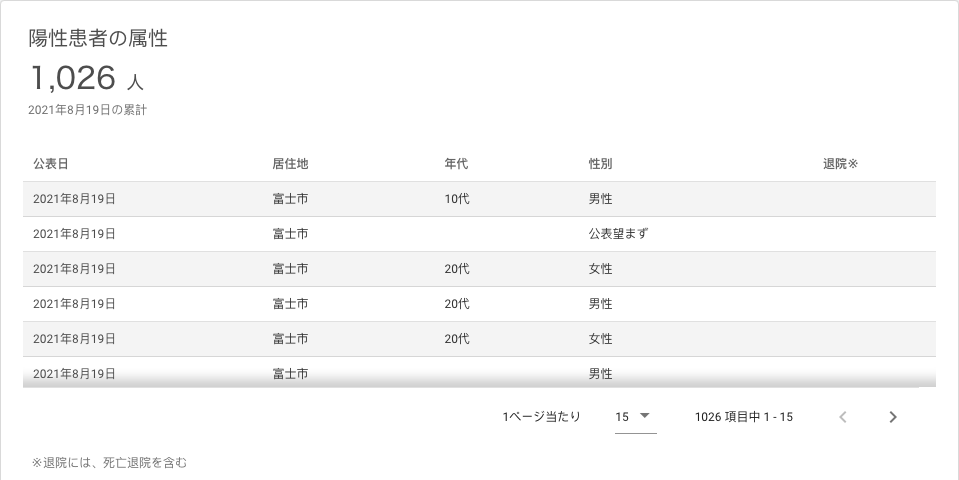 陽性患者の属性
1,026 人
2021年8月19日の累計
公表日 居住地 年代 性別 退院※
2021年8月19日 富士市 10代 男性
2021年8月19日 富士市 公表望まず
2021年8月19日 富士市 20代 女性
2021年8月19日 富士市 20代 男性
2021年8月19日 富士市 20代 女性
2021年8月19日 富士市 男性
1ページ当たり 15 1026 項目中 1 - 15
※退院には、死亡退院を含む